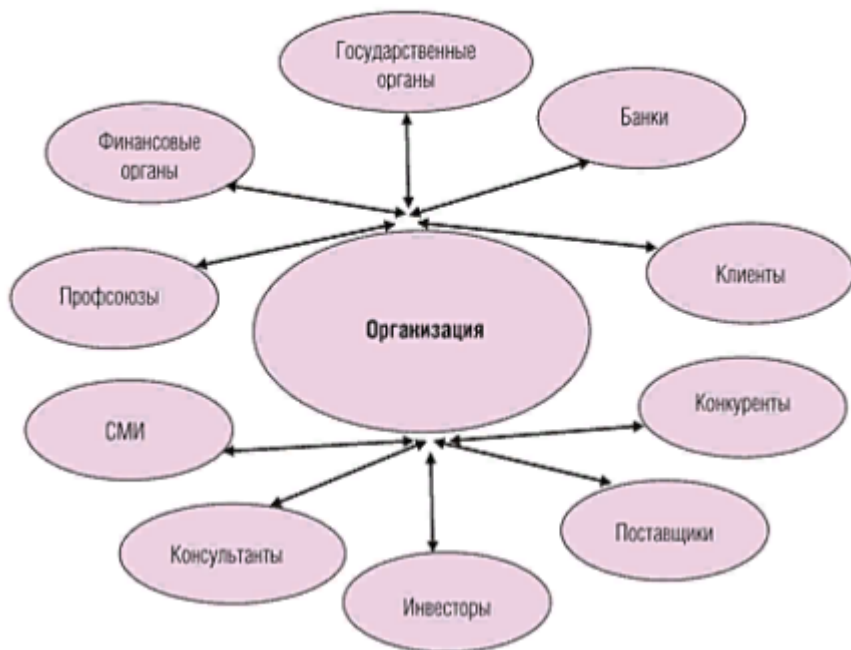 Государственные
органы
Банки
Финансовые
органы
Клиенты
Профсоюзы
Организация
Конкуренты
СМИ
Поставщики
Консультанты
Инвесторы